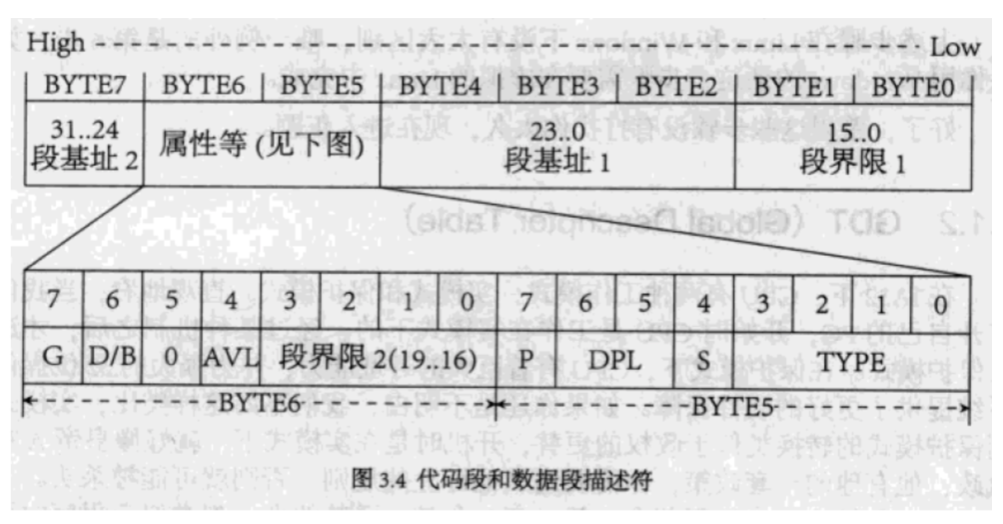 High Low
BYTE7 BYTE6 BYTE5 BYTE4 BYTE3 BYTE2 BYTE1 BYTE0
31..24 23..0 15..0
段基址 2 属性等 (见下图) 段基址 1 段界限 1
7 6 5 4 3 2 1 0 7 6 5 4 3 2 1 0
G D/B 0 AVL 段界限 2(19..16) P DPL S TYPE
BYTE6 BYTE5
图 3.4 代码段和数据段描述符